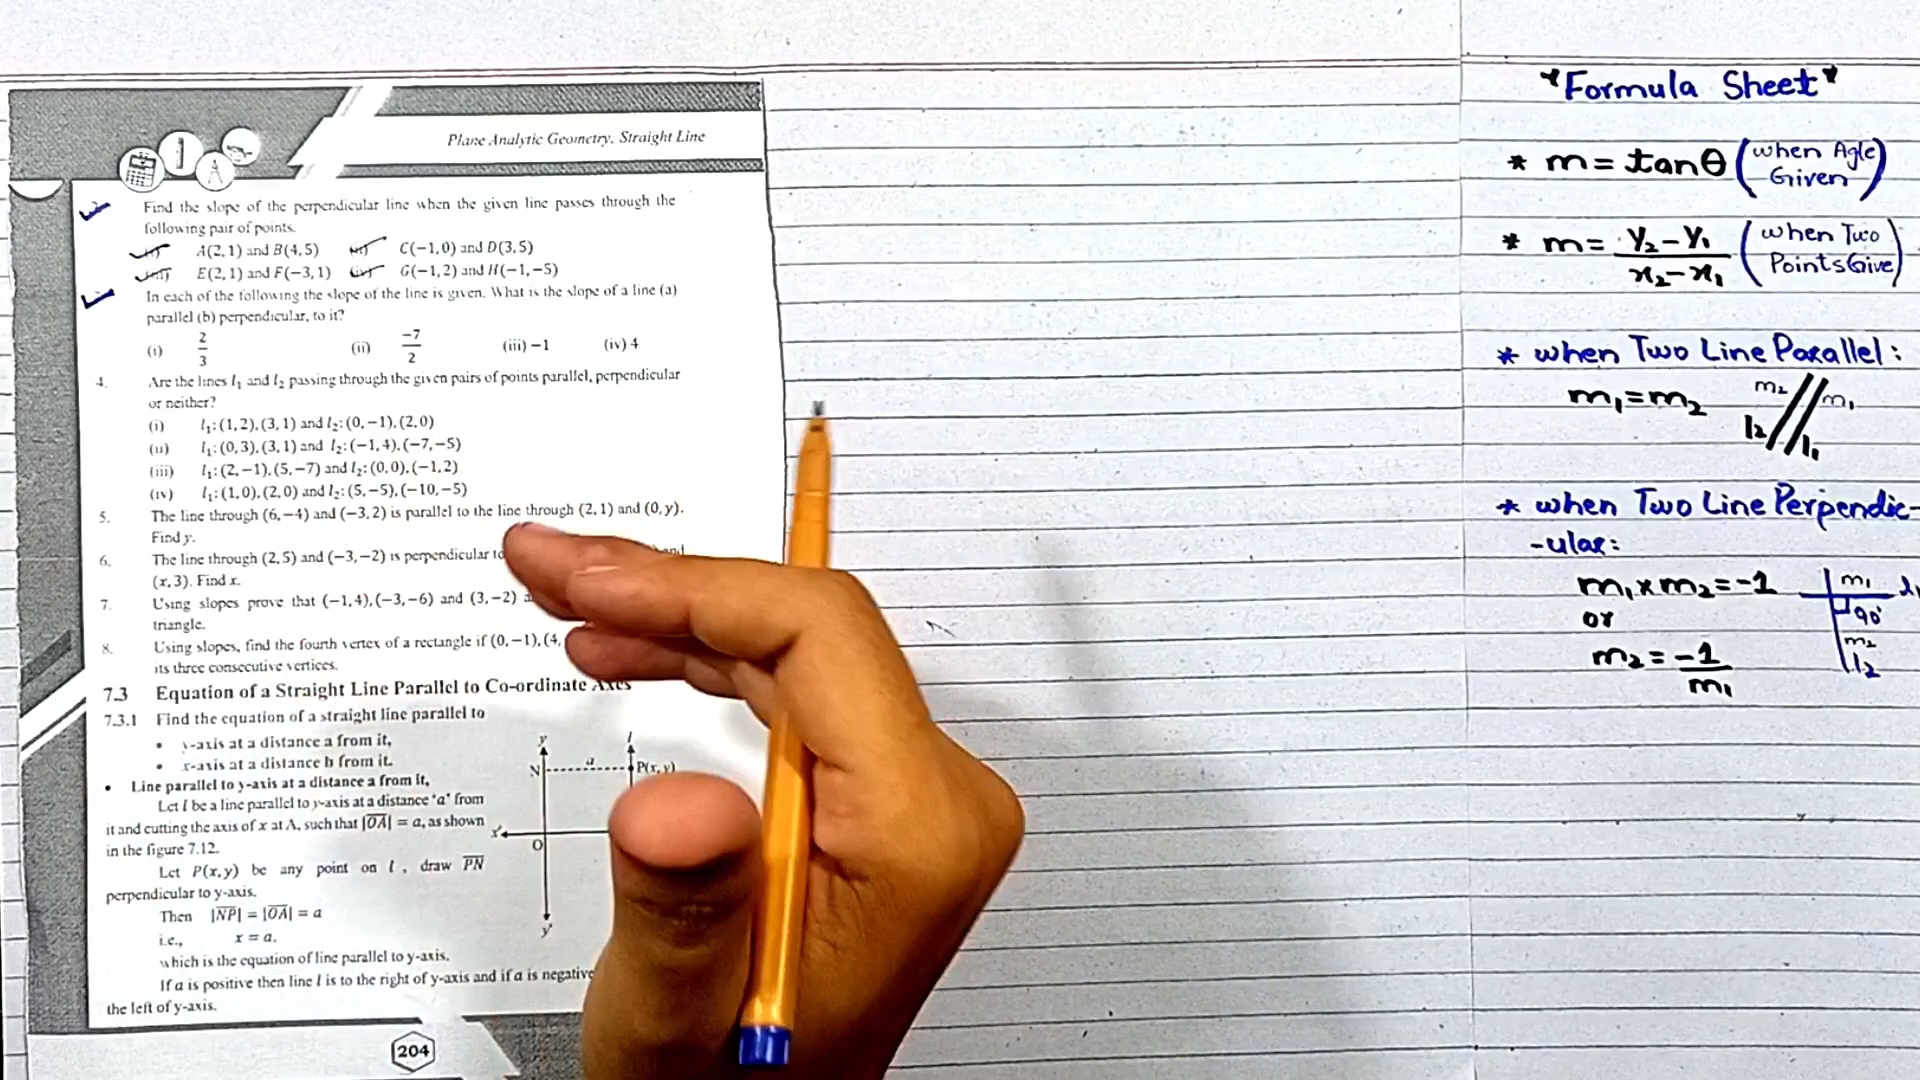 Plane Analytic Geometry, Straight Line
Find the slope of the perpendicular line when the given line passes through the
following pair of points.
A(2, 1) and B(4, 5) C(−1, 0) and D(3, 5)
E(2, 1) and F(−3, 1) G(−1, 2) and H(−1, −5)
In each of the following the slope of the line is given. What is the slope of a line (a)
parallel (b) perpendicular, to it?
(i) 2/3 (ii) −7/2 (iii) −1 (iv) 4
4. Are the lines l₁ and l₂ passing through the given pairs of points parallel, perpendicular
or neither?
(i) l₁: (1, 2), (3, 1) and l₂: (0, −1), (2, 0)
(ii) l₁: (0, 3), (3, 1) and l₂: (−1, 4), (−7, −5)
(iii) l₁: (2, −1), (5, −7) and l₂: (0, 0), (−1, 2)
(iv) l₁: (1, 0), (2, 0) and l₂: (5, −5), (−10, −5)
5. The line through (6, −4) and (−3, 2) is parallel to the line through (2, 1) and (0, y).
Find y.
6. The line through (2, 5) and (−3, −2) is perpendicular to and
(x, 3). Find x.
7. Using slopes prove that (−1, 4), (−3, −6) and (3, −2)
triangle.
8. Using slopes, find the fourth vertex of a rectangle if (0, −1), (4,
its three consecutive vertices.
7.3 Equation of a Straight Line Parallel to Co-ordinate Axes
7.3.1 Find the equation of a straight line parallel to
• y-axis at a distance a from it,
• x-axis at a distance b from it.
• Line parallel to y-axis at a distance a from it,
Let l be a line parallel to y-axis at a distance 'a' from
it and cutting the axis of x at A, such that |OA| = a, as shown
in the figure 7.12.
Let P(x, y) be any point on l , draw PN
perpendicular to y-axis.
Then |NP| = |OA| = a
i.e., x = a.
which is the equation of line parallel to y-axis.
If a is positive then line l is to the right of y-axis and if a is negative
the left of y-axis.
y l
N a P(x, y)
x'
O
y'
204
"Formula Sheet"
* m = tanθ (when Agle
Given)
* m = y₂ − y₁ / x₂ − x₁ (when Two
Points Give)
* when Two Line Parallel:
m₁ = m₂ m₂ m₁
l₂ l₁
* when Two Line Perpendic-
-ular:
m₁ x m₂ = −1 m₁
or 90°
m₂ = −1/m₁ m₂
l₂